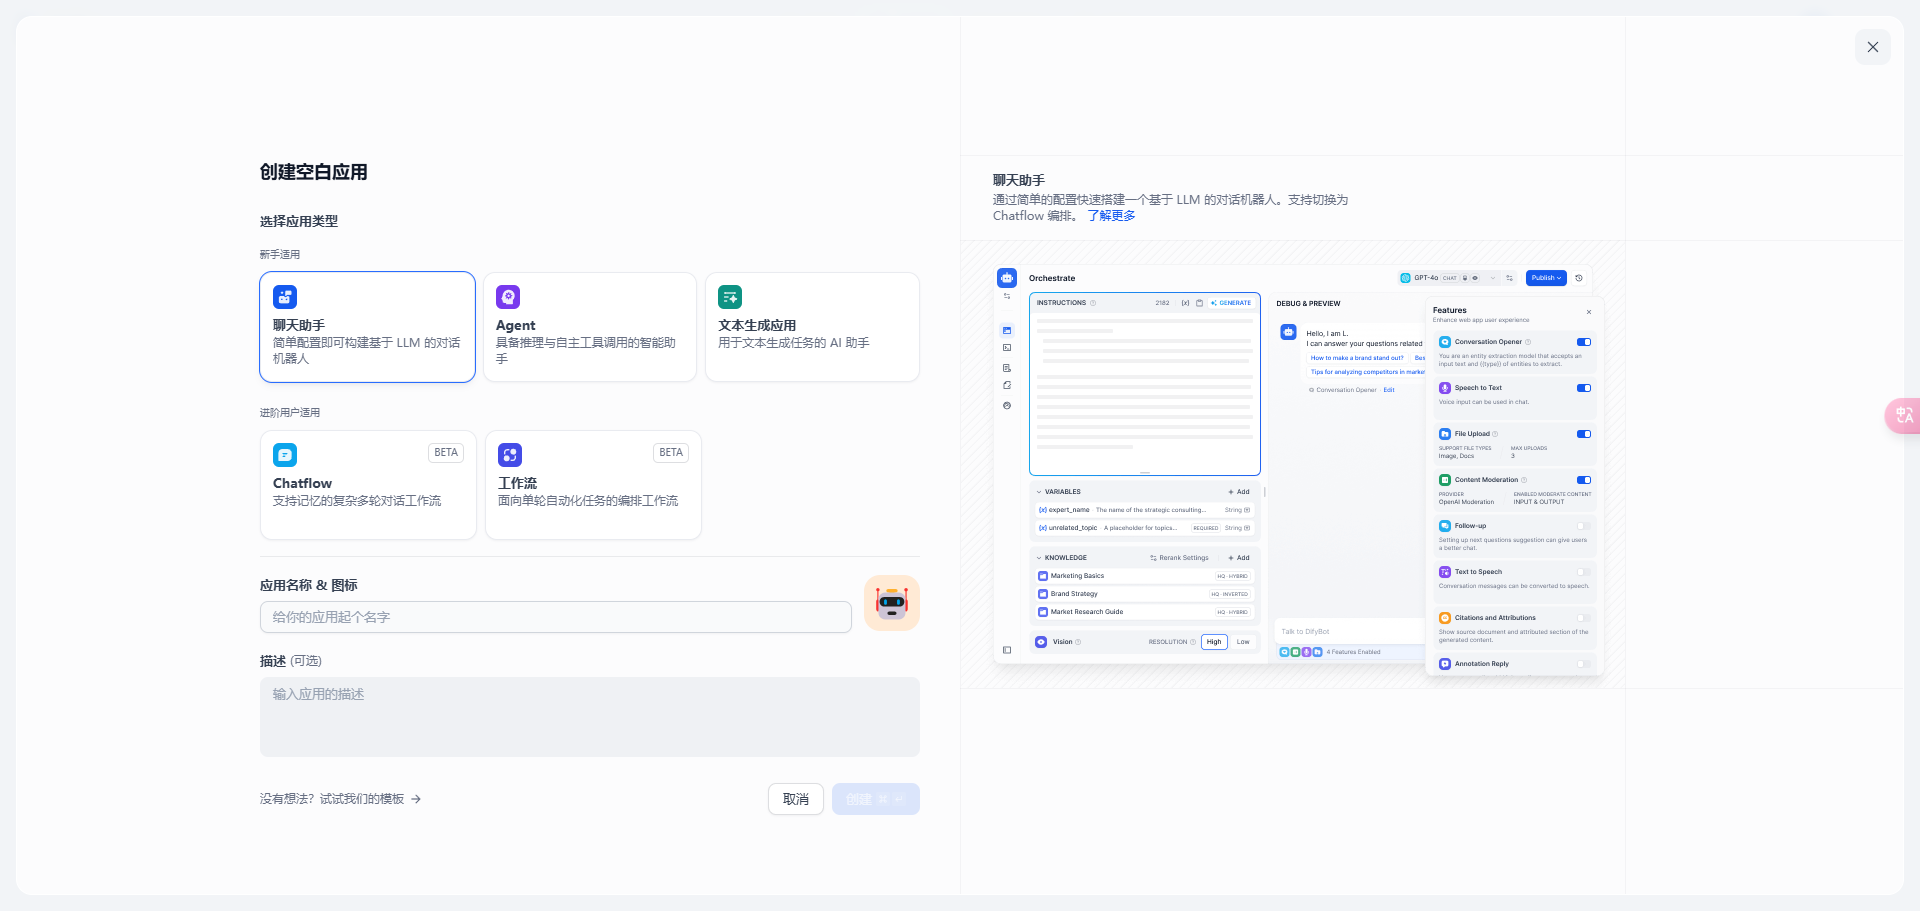 创建空白应用
选择应用类型
新手适用
聊天助手
简单配置即可构建基于 LLM 的对话
机器人
Agent
具备推理与自主工具调用的智能助
手
文本生成应用
用于文本生成任务的 AI 助手
进阶用户适用
BETA
Chatflow
支持记忆的复杂多轮对话工作流
BETA
工作流
面向单轮自动化任务的编排工作流
应用名称 & 图标
给你的应用起个名字
描述 (可选)
输入应用的描述
没有想法？试试我们的模板 →
取消
创建
聊天助手
通过简单的配置快速搭建一个基于 LLM 的对话机器人。支持切换为
Chatflow 编排。 了解更多
Orchestrate
GPT-4o CHAT
Publish
INSTRUCTIONS
2182
{x}
GENERATE
VARIABLES
+ Add
{x} expert_name · The name of the strategic consulting...
String
{x} unrelated_topic · A placeholder for topics...
REQUIRED
String
KNOWLEDGE
Rerank Settings
+ Add
Marketing Basics
HQ · HYBRID
Brand Strategy
HQ · INVERTED
Market Research Guide
HQ · HYBRID
Vision
RESOLUTION
High
Low
DEBUG & PREVIEW
Hello, I am L.
I can answer your questions related
How to make a brand stand out?
Bes
Tips for analyzing competitors in marke
Conversation Opener · Edit
Talk to DifyBot
4 Features Enabled
Features
Enhance web app user experience
Conversation Opener
You are an entity extraction model that accepts an
input text and {{type}} of entities to extract.
Speech to Text
Voice input can be used in chat.
File Upload
SUPPORT FILE TYPES
MAX UPLOADS
Image, Docs
3
Content Moderation
PROVIDER
ENABLED MODERATE CONTENT
OpenAI Moderation
INPUT & OUTPUT
Follow-up
Setting up next questions suggestion can give users
a better chat.
Text to Speech
Conversation messages can be converted to speech.
Citations and Attributions
Show source document and attributed section of the
generated content.
Annotation Reply
中A